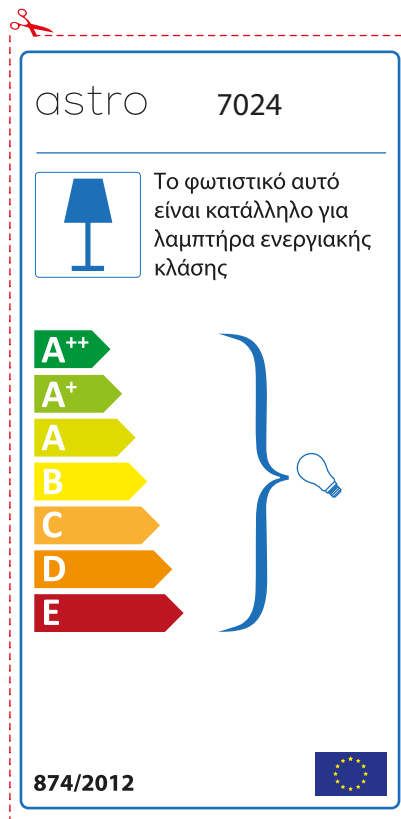 astro 7024
Το φωτιστικό αυτό
είναι κατάλληλο για
λαμπτήρα ενεργιακής
κλάσης
A++
A+
A
B
C
D
E
874/2012